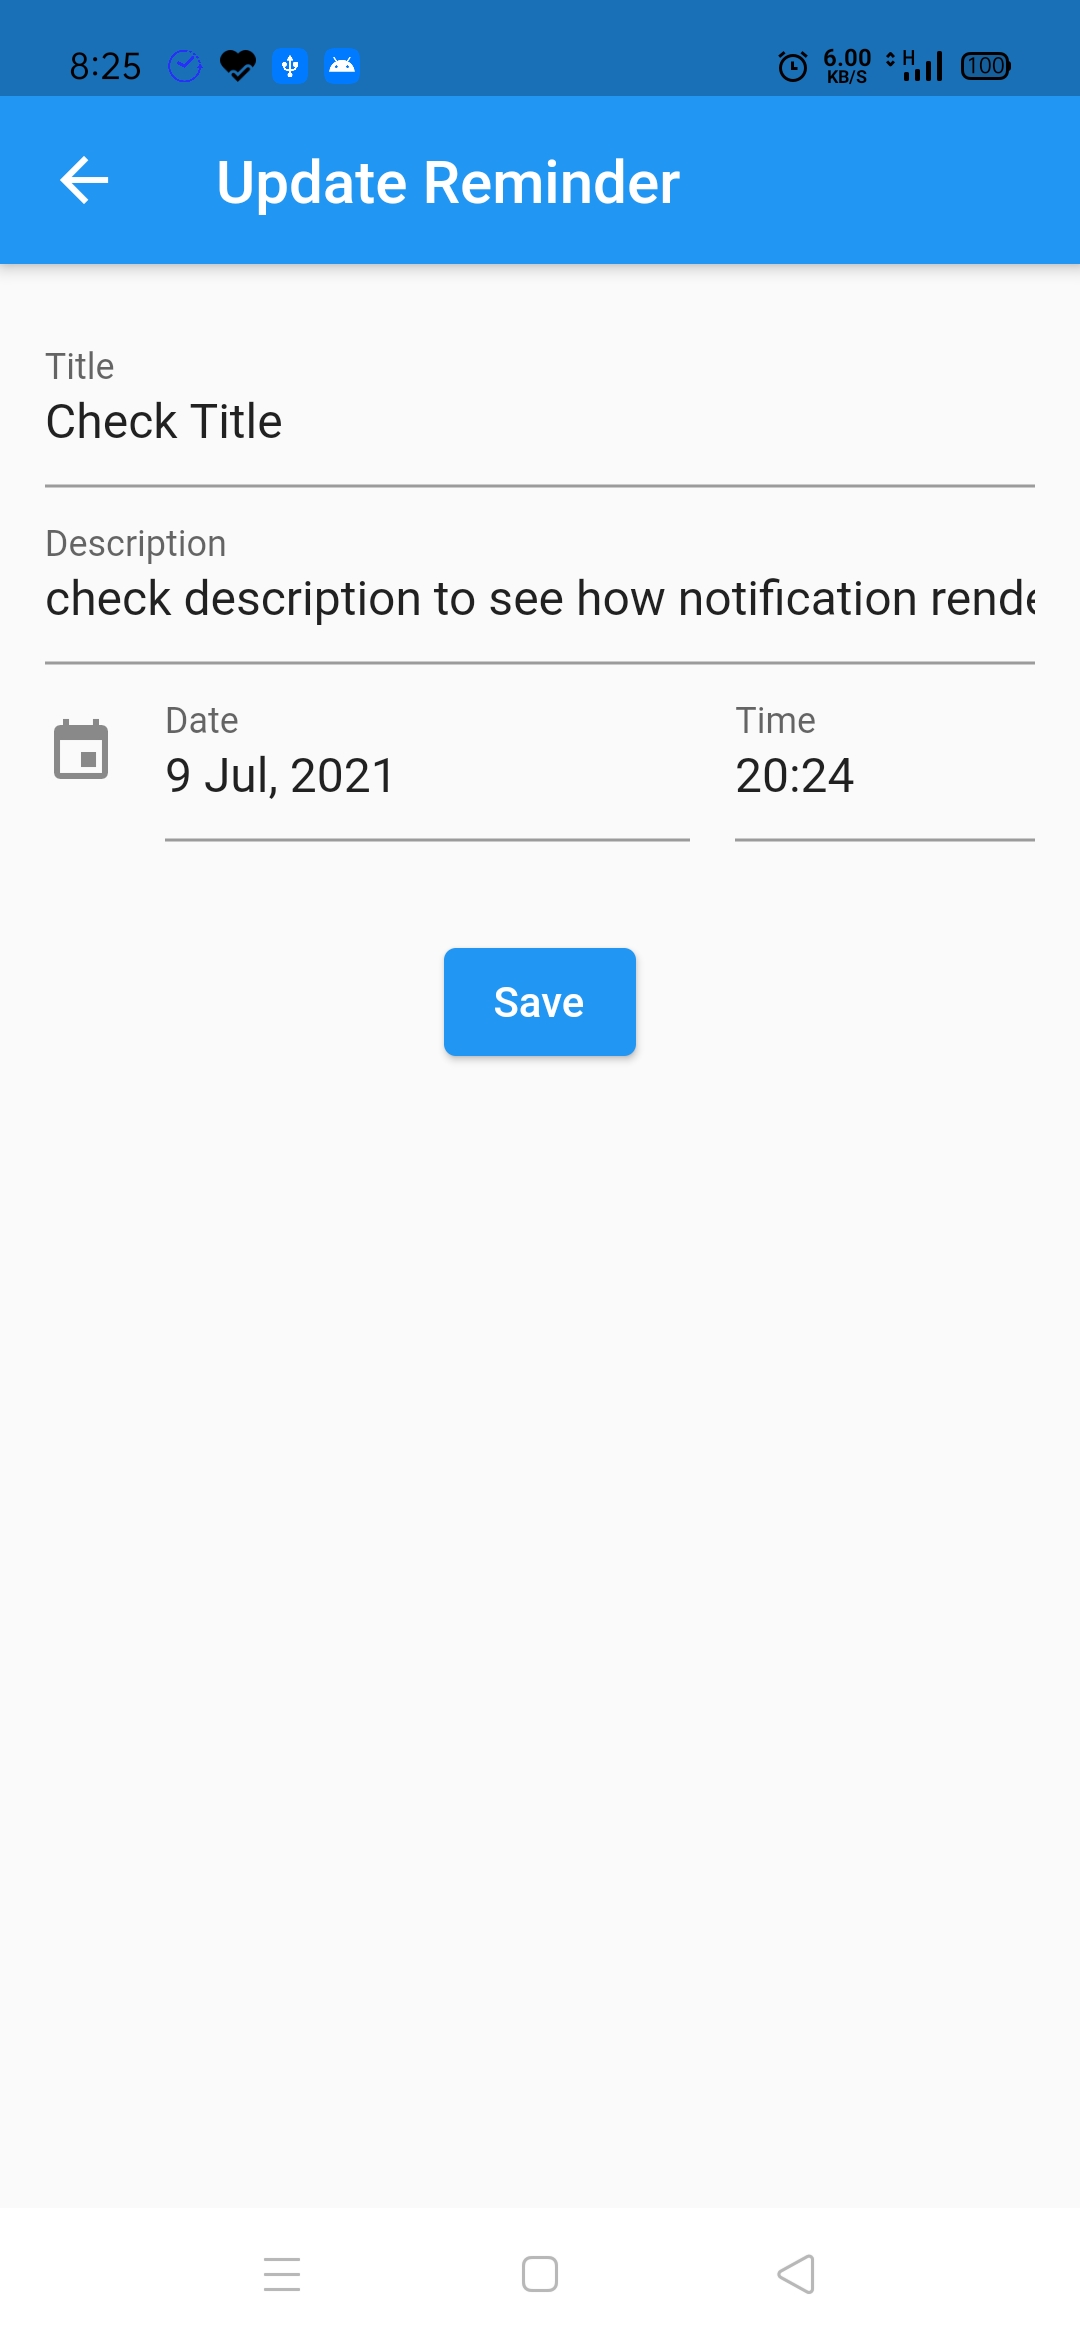 8:25 6.00 KB/S H 100
Update Reminder
Title
Check Title
Description
check description to see how notification rende
Date Time
9 Jul, 2021 20:24
Save